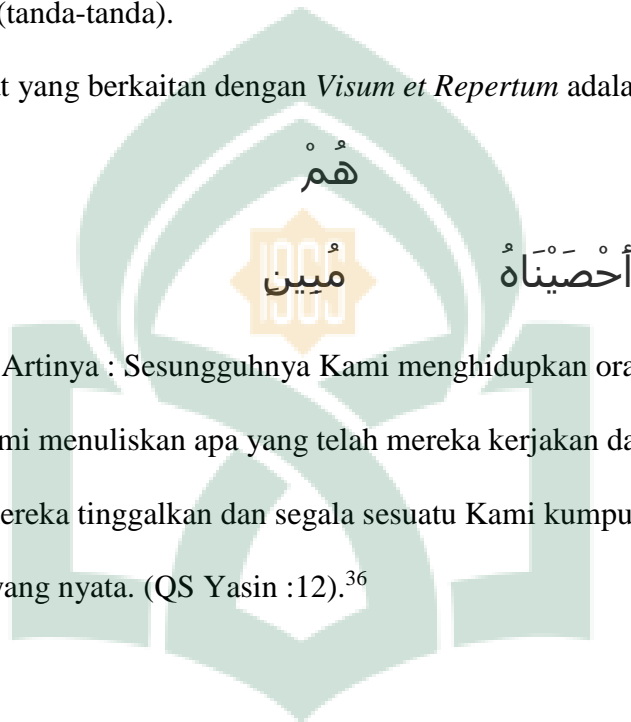 (tanda-tanda).
t yang berkaitan dengan Visum et Repertum adala
هُمْ
أحْصَيْنَاهُ مُبِينٍ
Artinya : Sesungguhnya Kami menghidupkan ora
mi menuliskan apa yang telah mereka kerjakan da
ereka tinggalkan dan segala sesuatu Kami kumpu
yang nyata. (QS Yasin :12).36